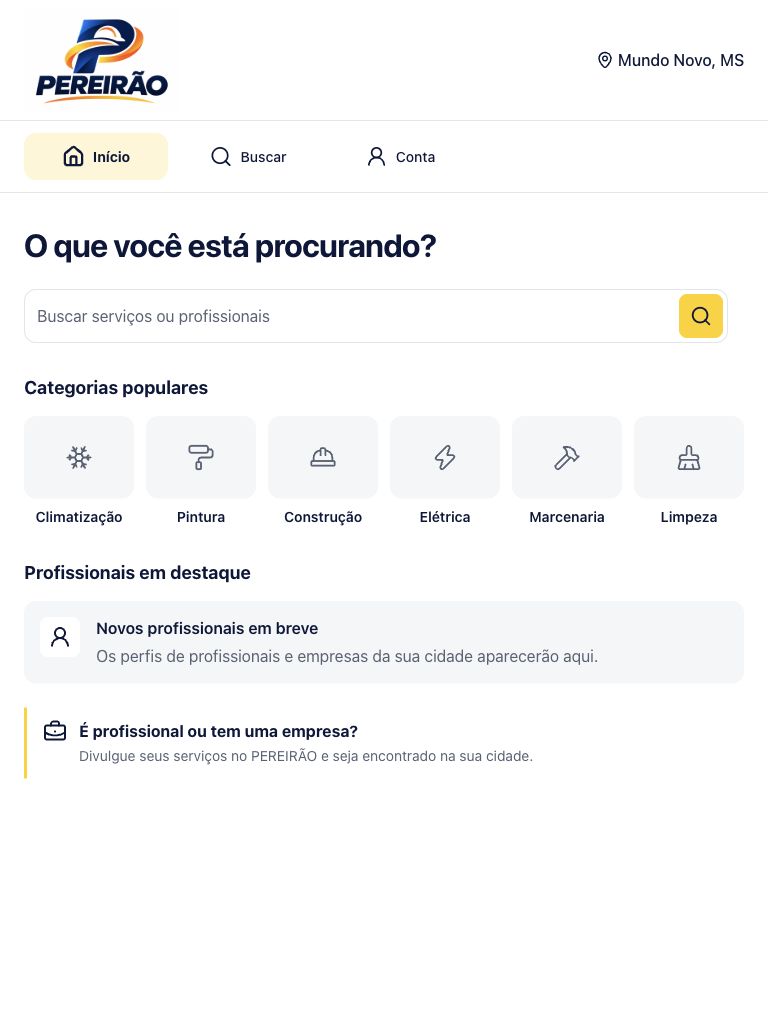 PEREIRÃO
Mundo Novo, MS
Início
Buscar
Conta
O que você está procurando?
Buscar serviços ou profissionais
Categorias populares
Climatização
Pintura
Construção
Elétrica
Marcenaria
Limpeza
Profissionais em destaque
Novos profissionais em breve
Os perfis de profissionais e empresas da sua cidade aparecerão aqui.
É profissional ou tem uma empresa?
Divulgue seus serviços no PEREIRÃO e seja encontrado na sua cidade.